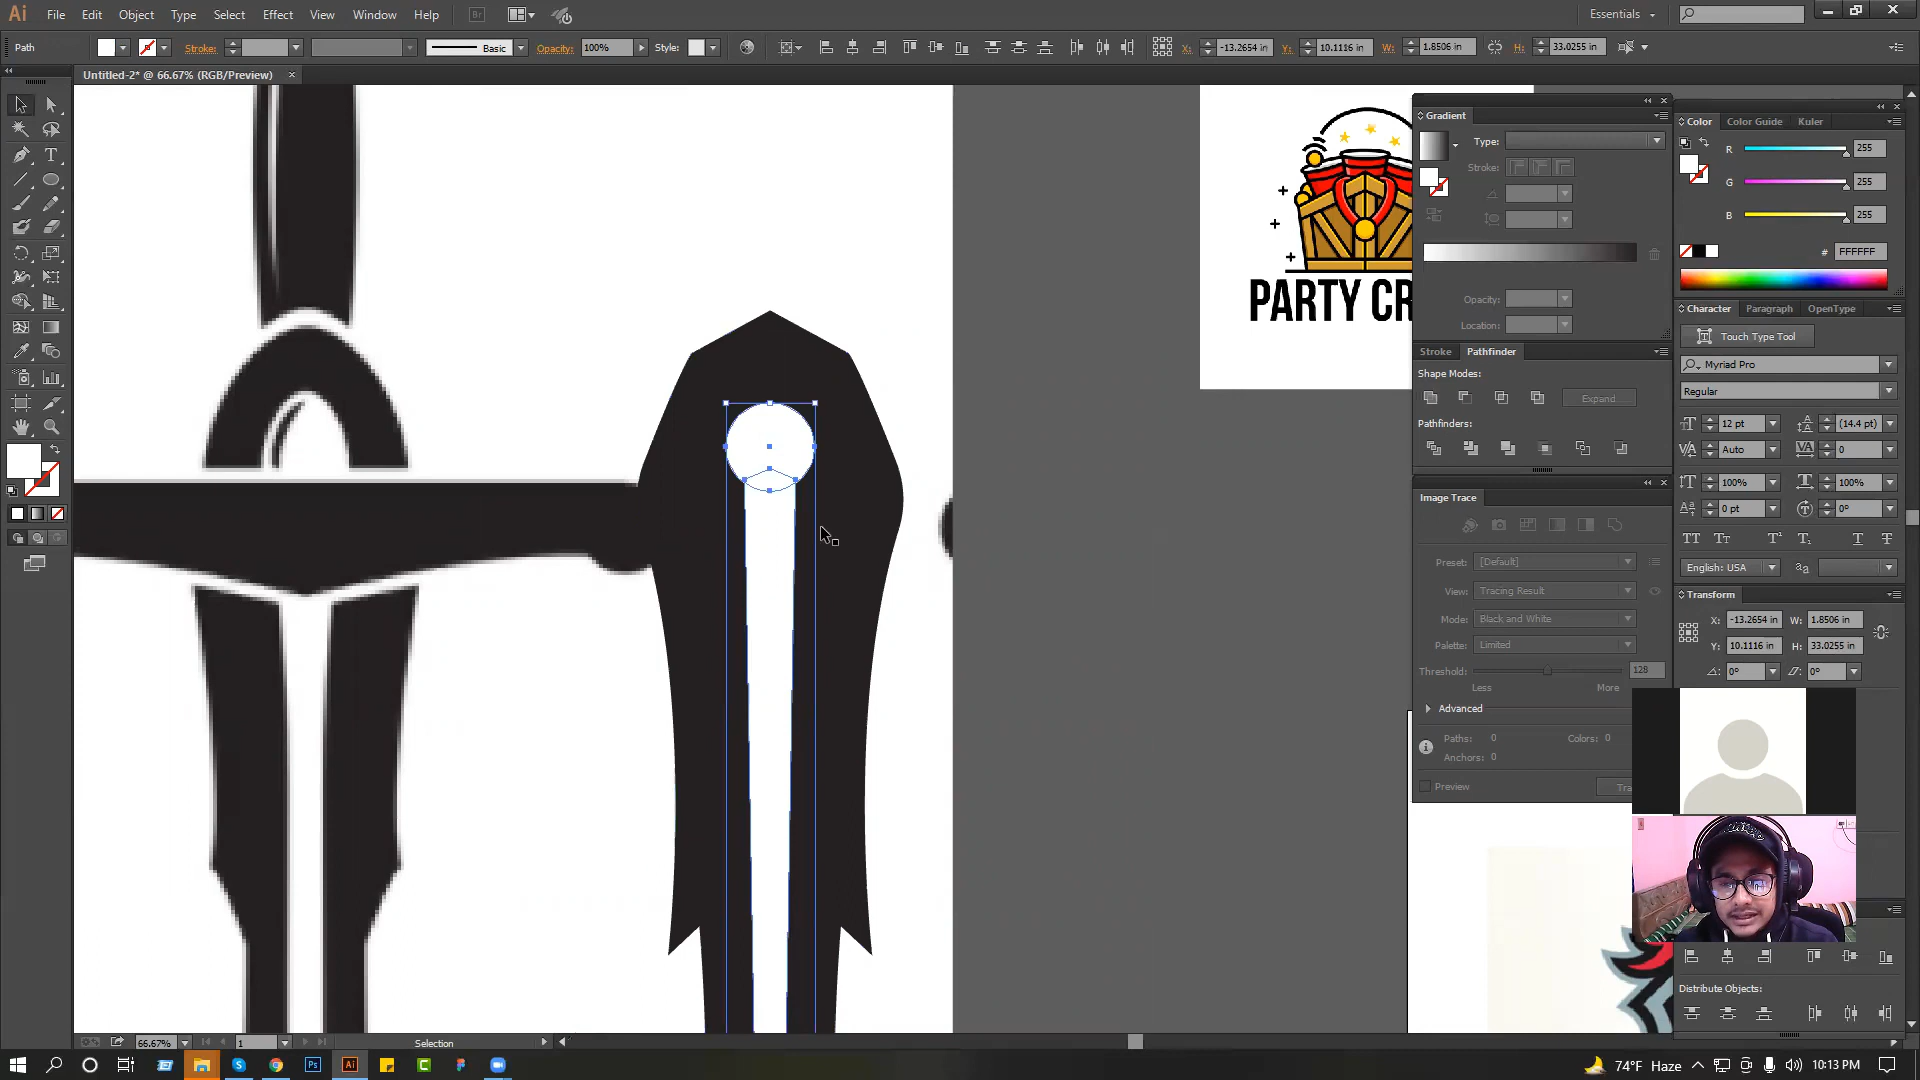 Ai File Edit Object Type Select Effect View Window Help Br Essentials
Path Stroke: Basic Opacity: 100% Style: X: -13.2654 in Y: 10.1116 in W: 1.8506 in H: 33.0255 in
Untitled-2* @ 66.67% (RGB/Preview)
PARTY CR
Gradient
Type:
Stroke:
Opacity:
Location:
Stroke Pathfinder
Shape Modes:
Expand
Pathfinders:
Image Trace
Preset: [Default]
View: Tracing Result
Mode: Black and White
Palette: Limited
Threshold: 128
Less More
Advanced
Paths: 0 Colors: 0
Anchors: 0
Preview Tra
Color Color Guide Kuler
R 255
G 255
B 255
# FFFFFF
Character Paragraph OpenType
Touch Type Tool
Myriad Pro
Regular
12 pt (14.4 pt)
Auto 0
100% 100%
0 pt 0°
English: USA
Transform
X: -13.2654 in W: 1.8506 in
Y: 10.1116 in H: 33.0255 in
0° 0°
Distribute Objects:
66.67% 1 Selection
Ps Ai 74°F Haze 10:13 PM